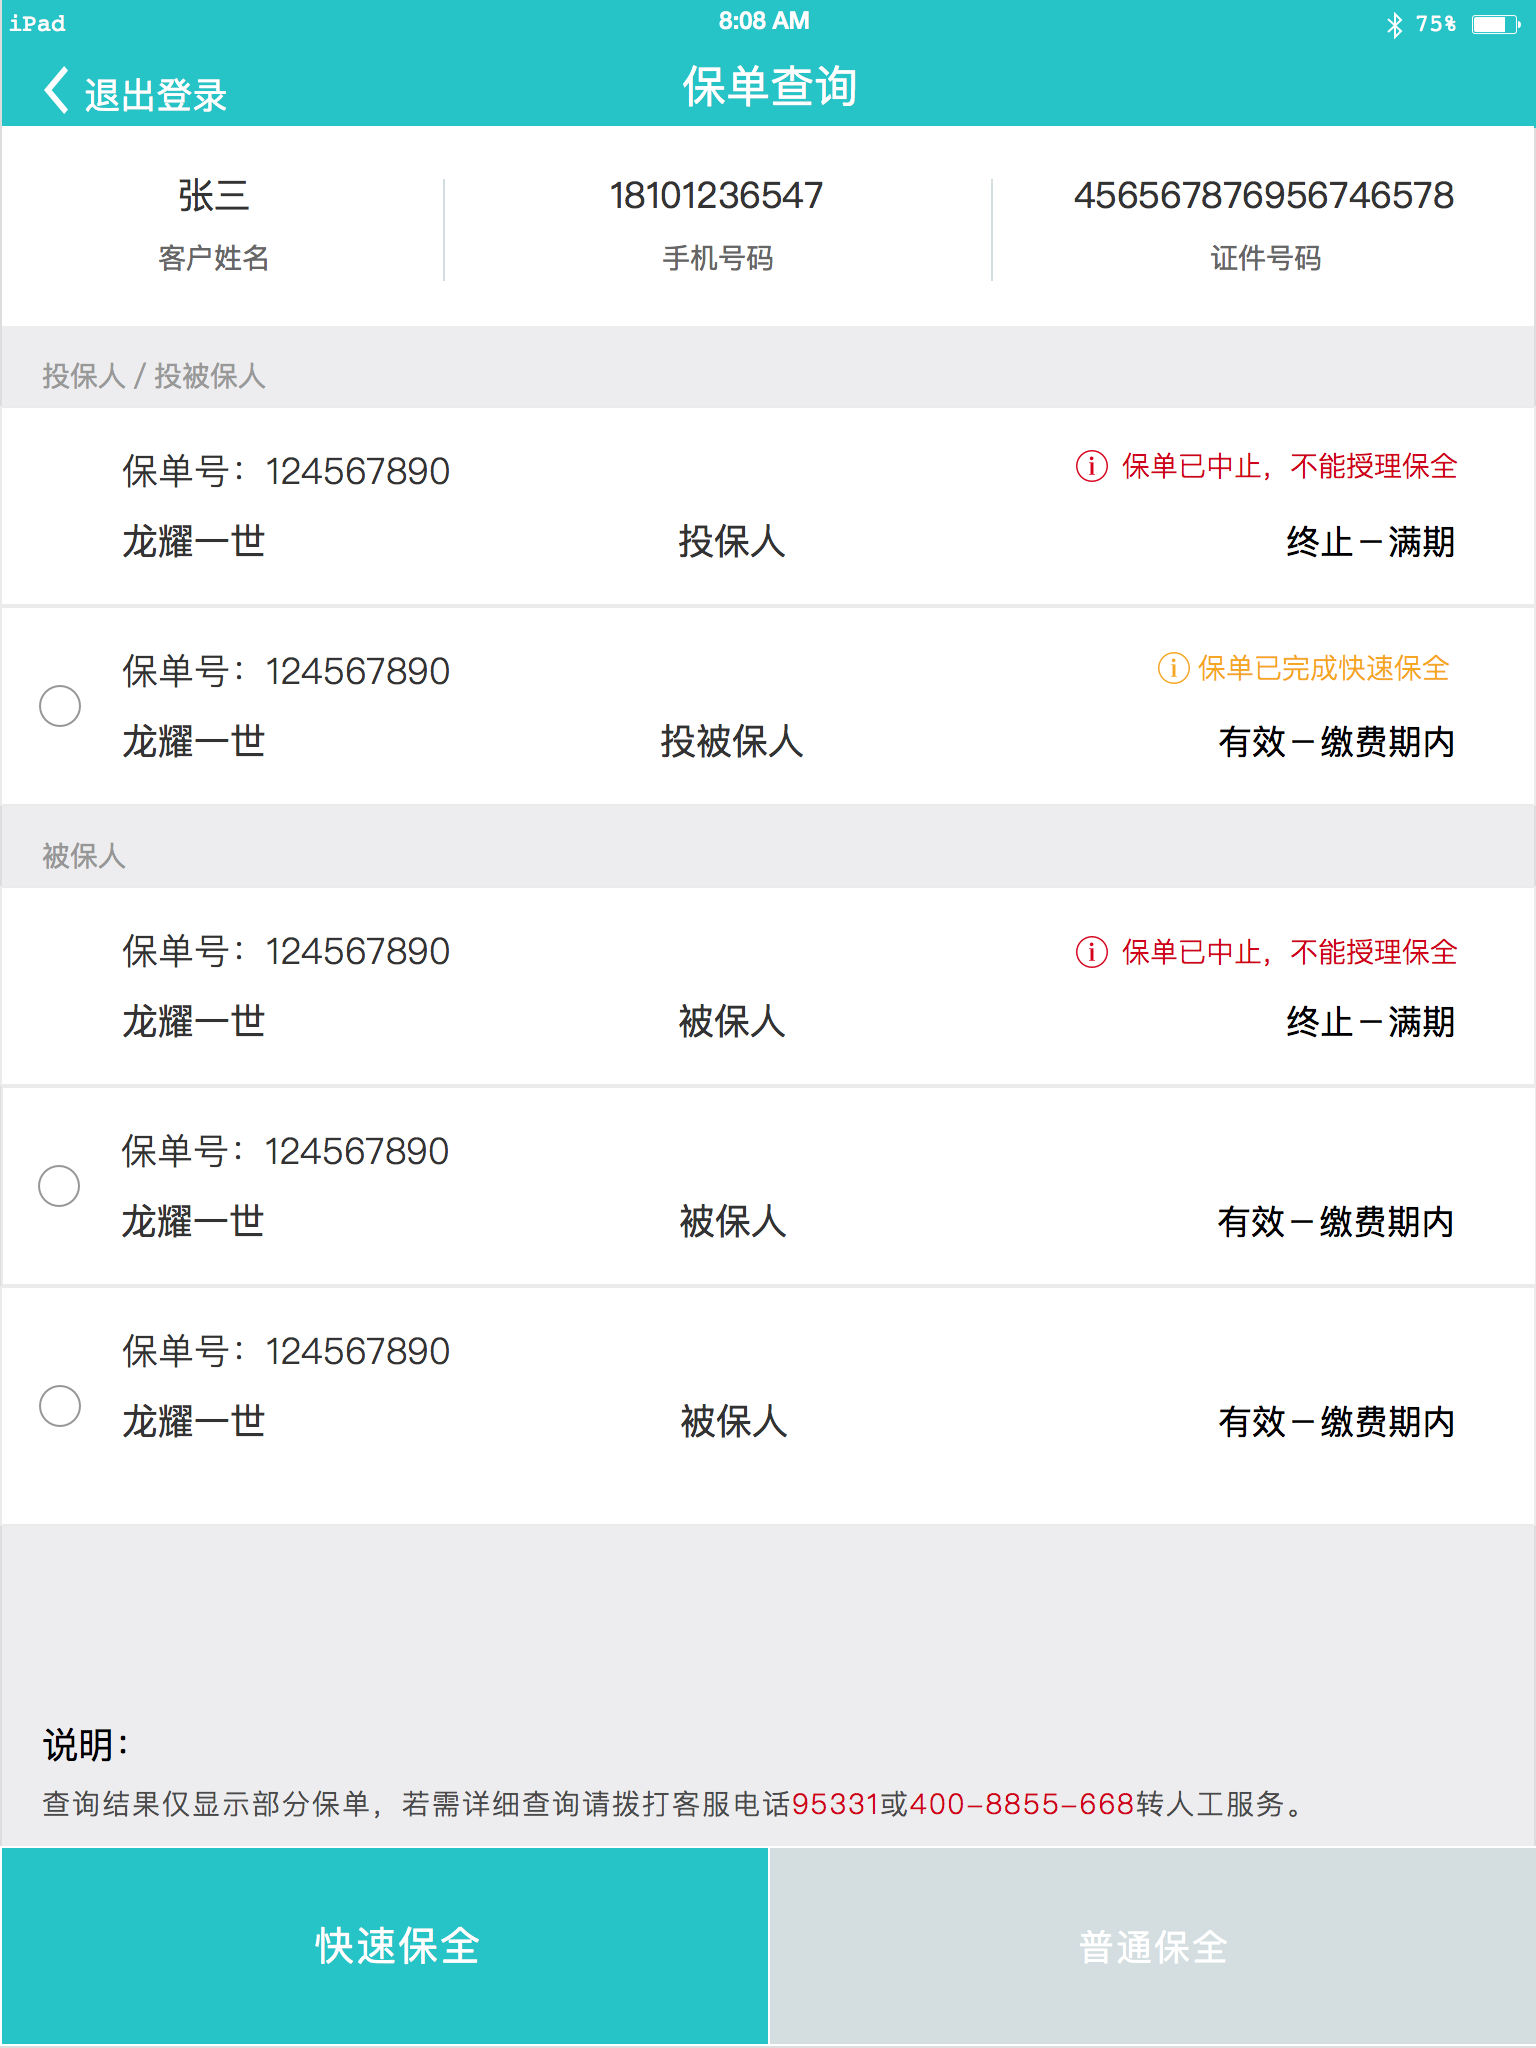 iPad 8:08 AM 75%
退出登录 保单查询
张三 18101236547 456567876956746578
客户姓名 手机号码 证件号码
投保人 / 投被保人
保单号：124567890 保单已中止，不能授理保全
龙耀一世 投保人 终止－满期
保单号：124567890 保单已完成快速保全
龙耀一世 投被保人 有效－缴费期内
被保人
保单号：124567890 保单已中止，不能授理保全
龙耀一世 被保人 终止－满期
保单号：124567890
龙耀一世 被保人 有效－缴费期内
保单号：124567890
龙耀一世 被保人 有效－缴费期内
说明：
查询结果仅显示部分保单，若需详细查询请拨打客服电话95331或400-8855-668转人工服务。
快速保全 普通保全